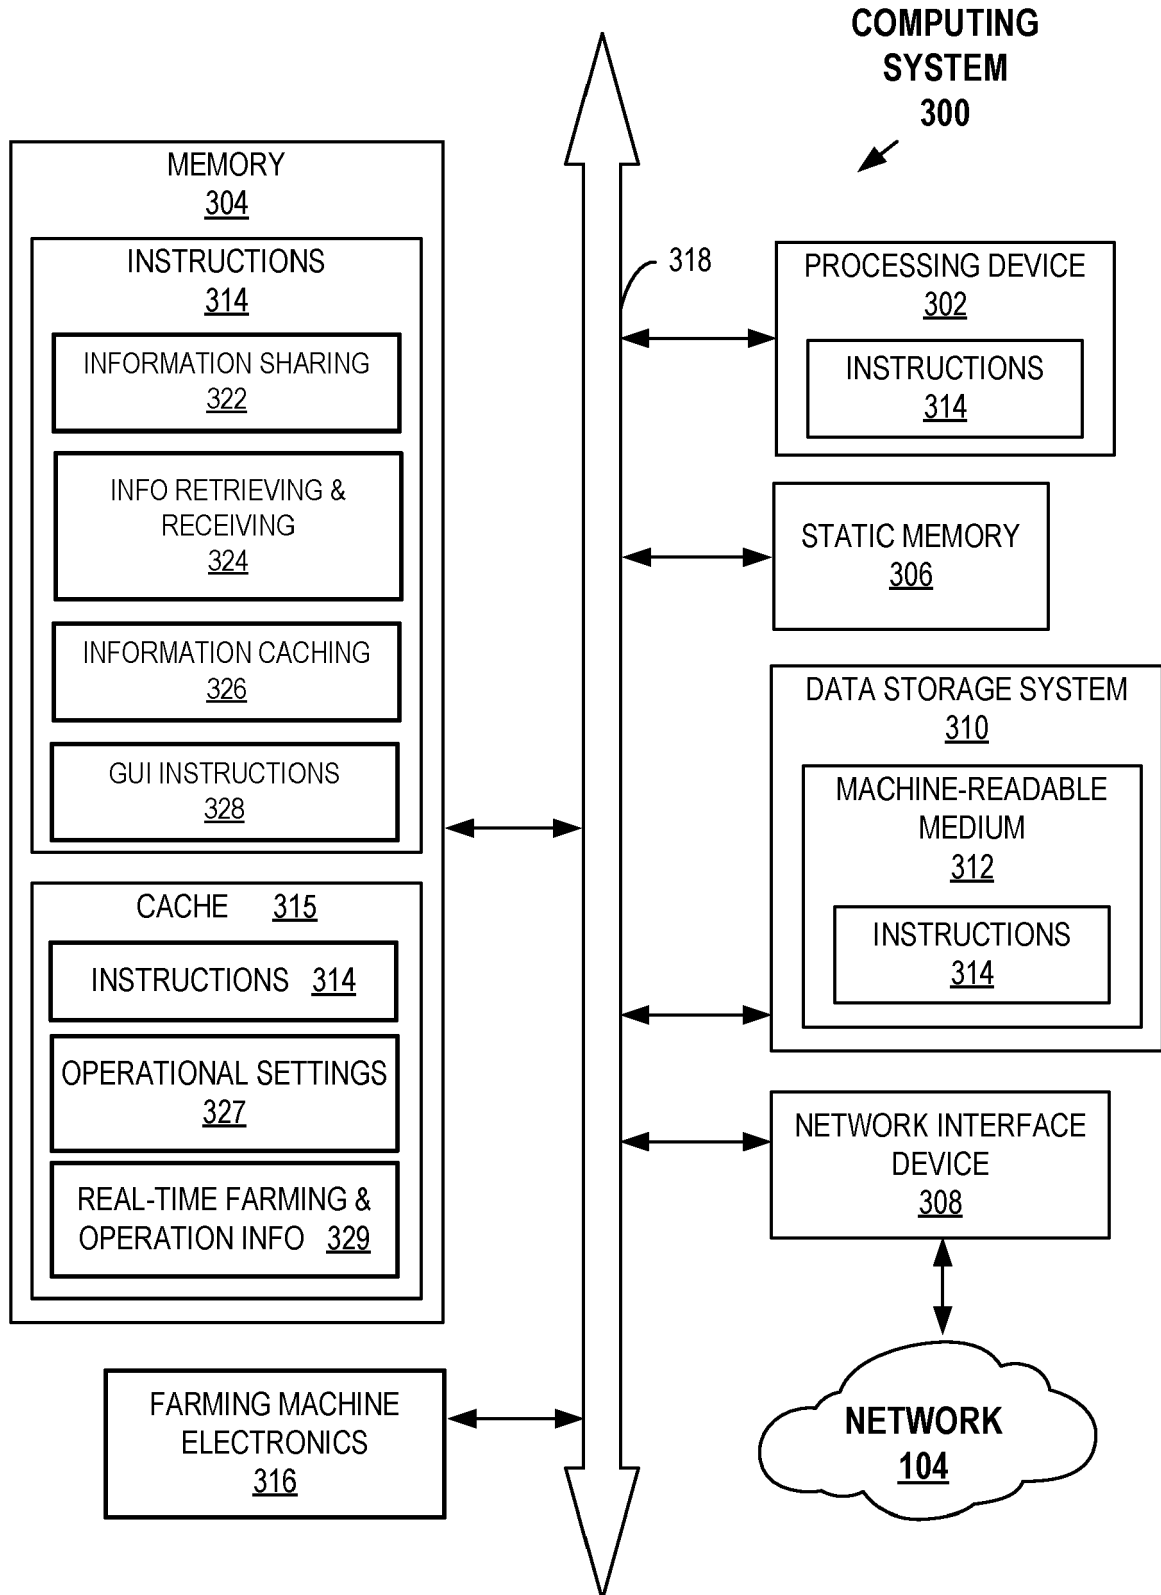 COMPUTING
SYSTEM
300
MEMORY
304
INSTRUCTIONS
314
INFORMATION SHARING
322
INFO RETRIEVING &
RECEIVING
324
INFORMATION CACHING
326
GUI INSTRUCTIONS
328
CACHE 315
INSTRUCTIONS 314
OPERATIONAL SETTINGS
327
REAL-TIME FARMING &
OPERATION INFO 329
FARMING MACHINE
ELECTRONICS
316
318
PROCESSING DEVICE
302
INSTRUCTIONS
314
STATIC MEMORY
306
DATA STORAGE SYSTEM
310
MACHINE-READABLE
MEDIUM
312
INSTRUCTIONS
314
NETWORK INTERFACE
DEVICE
308
NETWORK
104